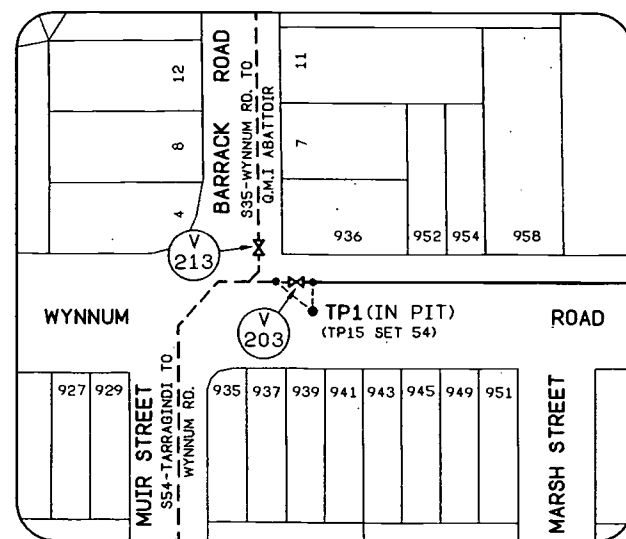 12
8
4
BARRACK ROAD
S35-WYNNUM RD. TO
Q.M.I ABATTOIR
11
7
936
952
954
958
V
213
WYNNUM
V
203
TP1(IN PIT)
(TP15 SET 54)
ROAD
927
929
MUIR STREET
S54-TARRAGINDI TO
WYNNUM RD.
935
937
939
941
943
945
949
951
MARSH STREET